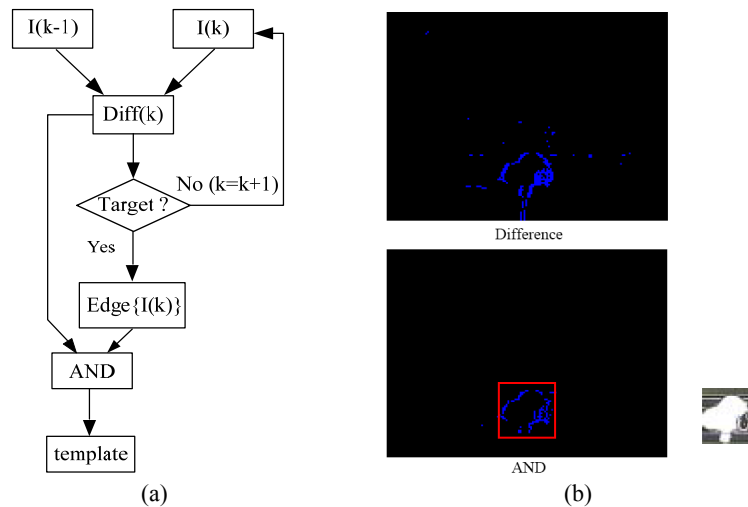 I(k-1)
I(k)
Diff(k)
No (k=k+1)
Target ?
Yes
Edge{I(k)}
AND
template
(a)
Difference
AND
(b)